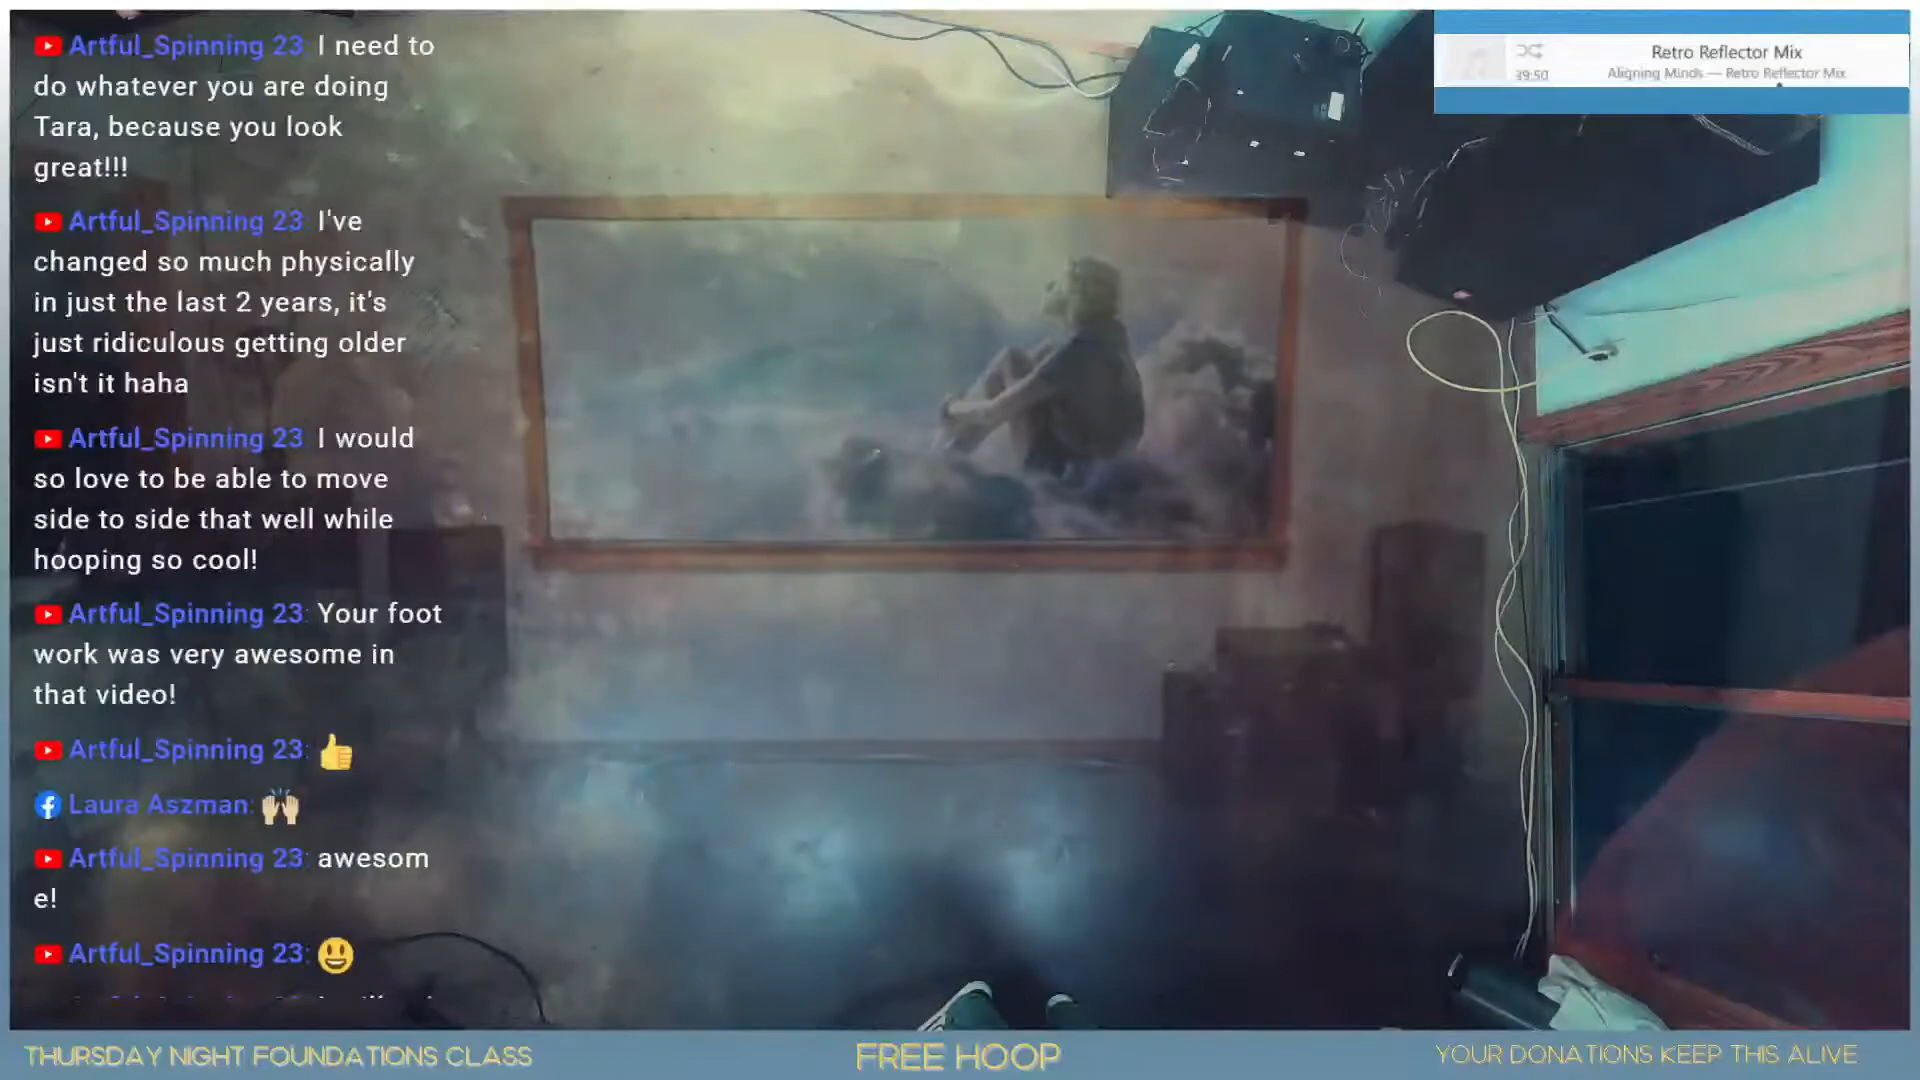 Artful_Spinning 23 I need to
do whatever you are doing
Tara, because you look
great!!!
Artful_Spinning 23 I've
changed so much physically
in just the last 2 years, it's
just ridiculous getting older
isn't it haha
Artful_Spinning 23 I would
so love to be able to move
side to side that well while
hooping so cool!
Artful_Spinning 23: Your foot
work was very awesome in
that video!
Artful_Spinning 23: 👍
Laura Aszman: 🙌🏼
Artful_Spinning 23: awesom
e!
Artful_Spinning 23: 😃
Retro Reflector Mix
39:50
Aligning Minds — Retro Reflector Mix
THURSDAY NIGHT FOUNDATIONS CLASS
FREE HOOP
YOUR DONATIONS KEEP THIS ALIVE